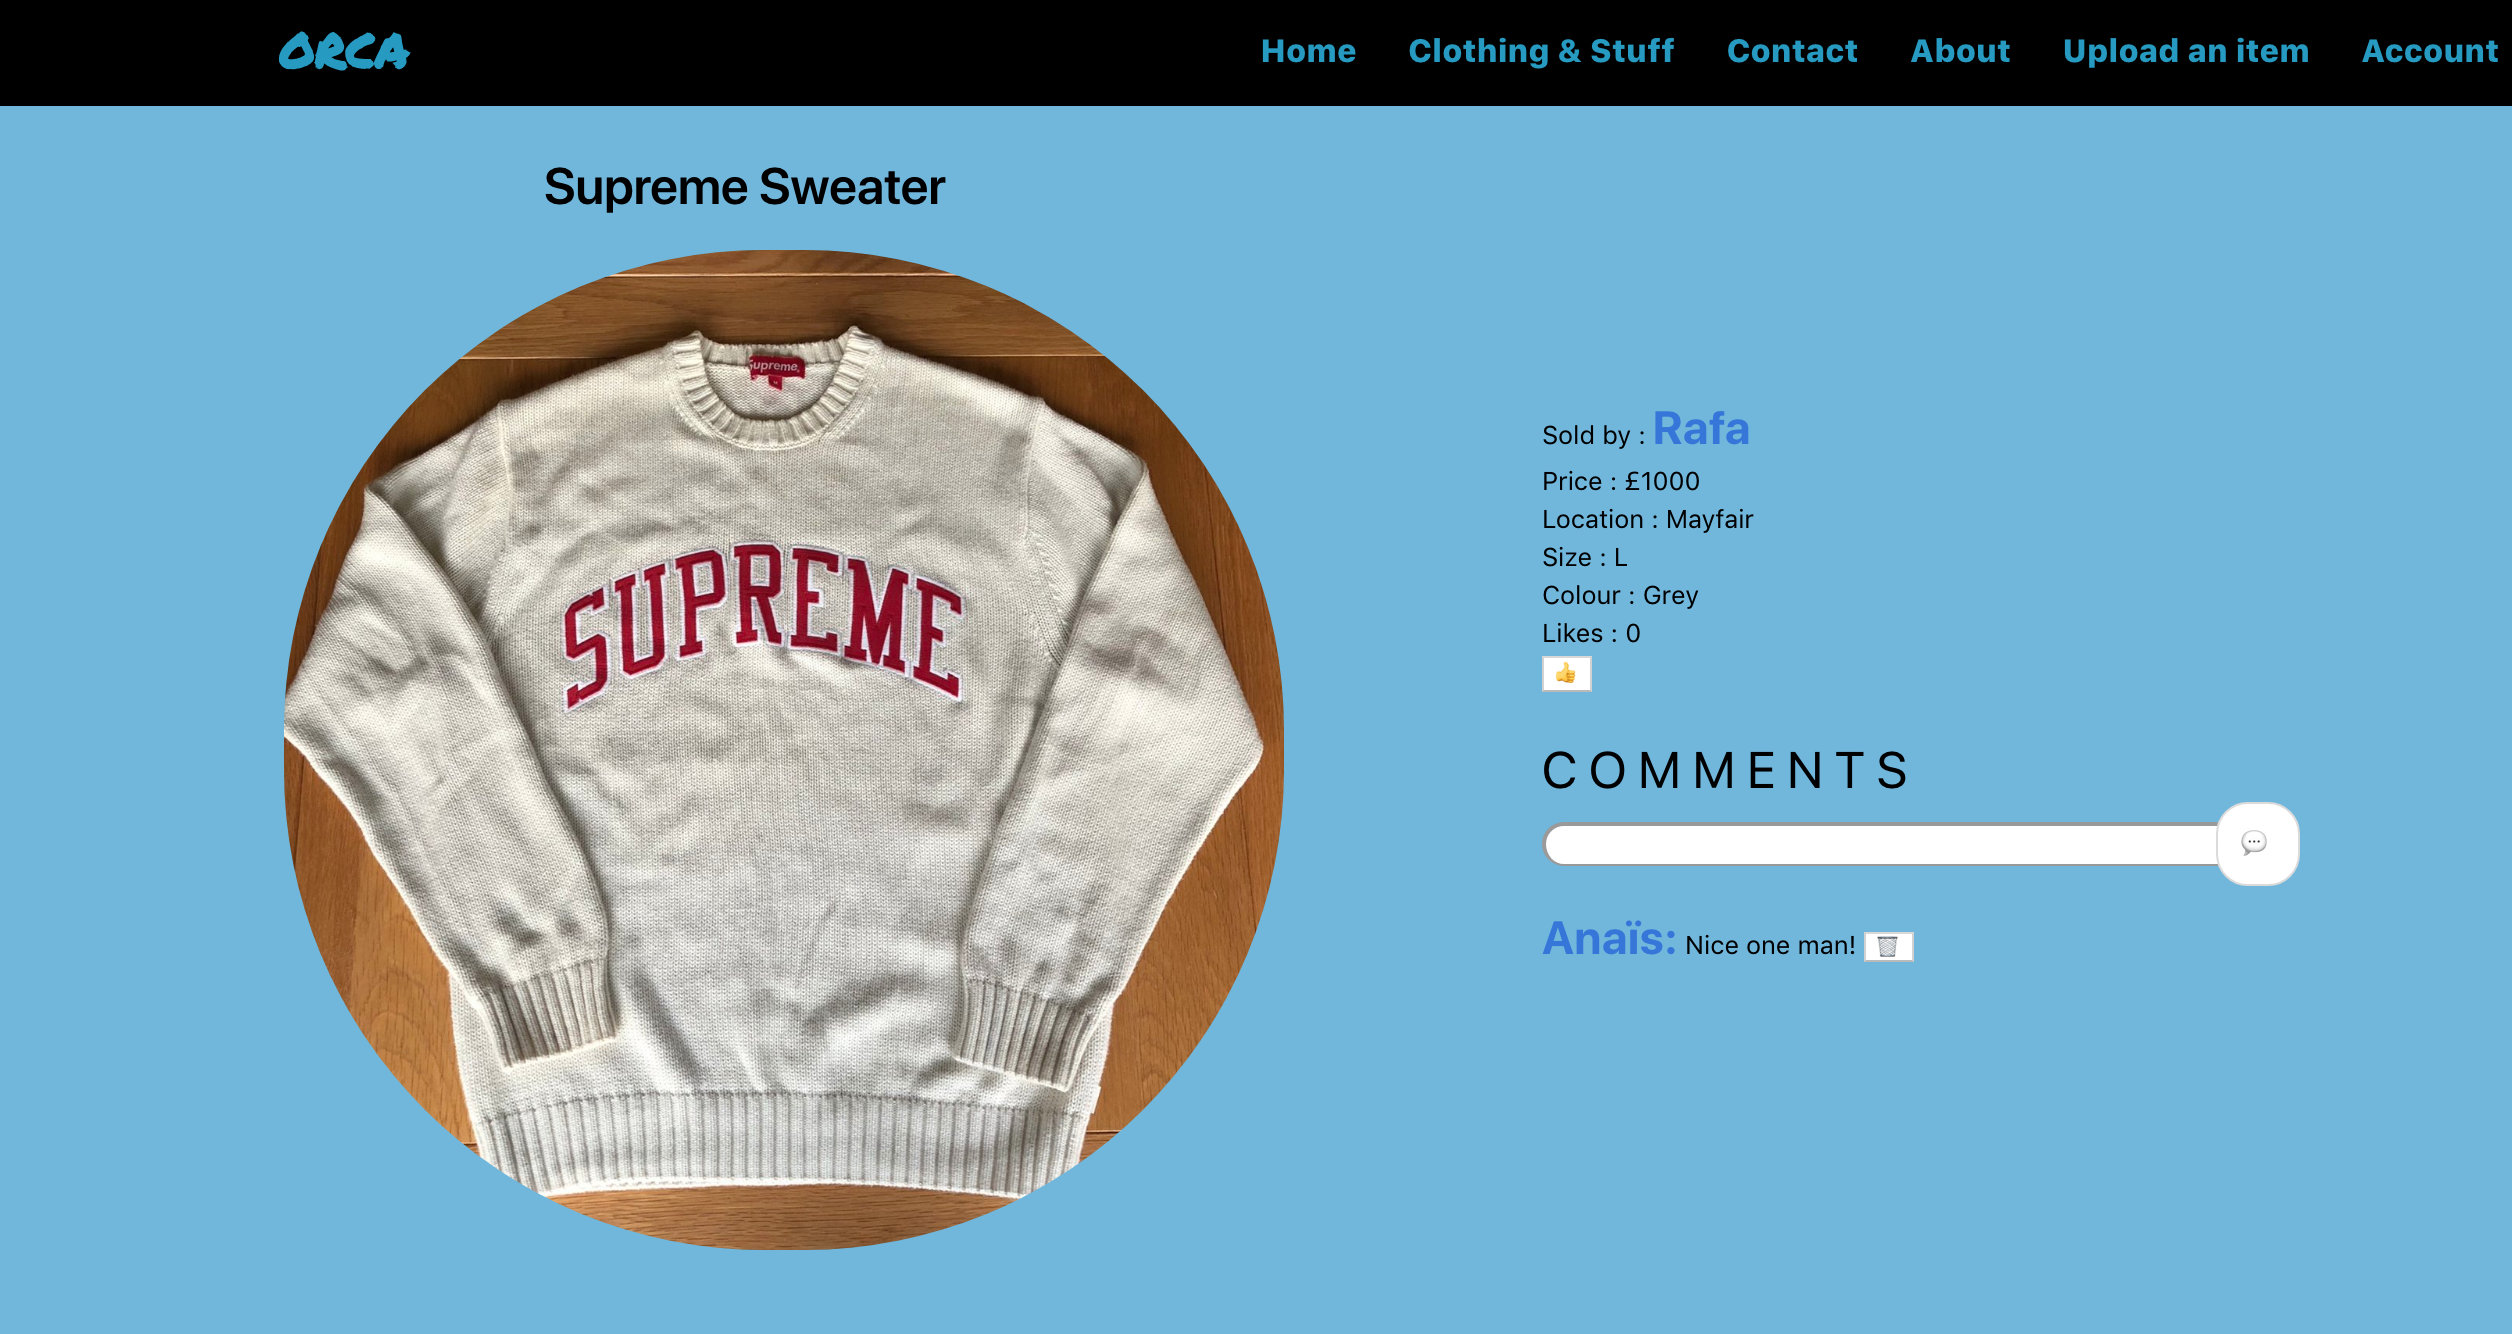 ORCA
Home Clothing & Stuff Contact About Upload an item Account
Supreme Sweater
Supreme
SUPREME
Sold by : Rafa
Price : £1000
Location : Mayfair
Size : L
Colour : Grey
Likes : 0
👍
COMMENTS
💬
Anaïs: Nice one man! 🗑️